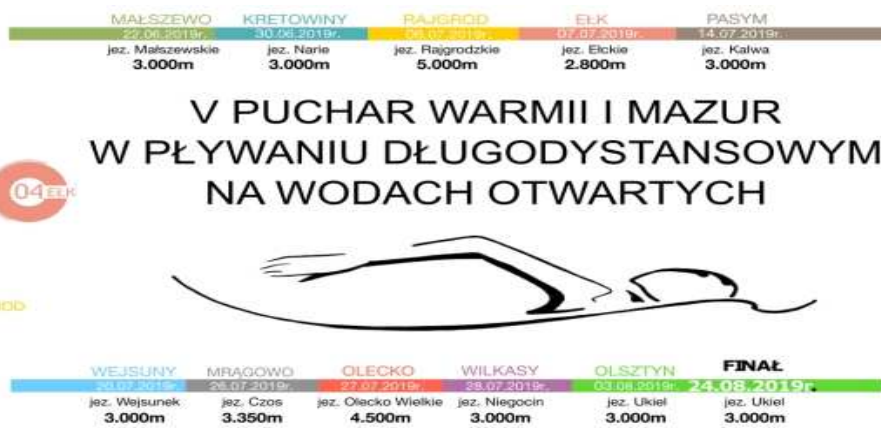 MAŁSZEWO KRETOWINY RAJGRÓD EŁK PASYM
22.06.2019r. 30.06.2019r. 06.07.2019r. 07.07.2019r. 14.07.2019r.
jez. Małszewskie jez. Narie jez. Rajgrodzkie jez. Ełckie jez. Kalwa
3.000m 3.000m 5.000m 2.800m 3.000m
V PUCHAR WARMII I MAZUR
W PŁYWANIU DŁUGODYSTANSOWYM
NA WODACH OTWARTYCH
04 EŁK
WEJSUNY MRĄGOWO OLECKO WILKASY OLSZTYN FINAŁ
20.07.2019r. 26.07.2019r. 27.07.2019r. 28.07.2019r. 03.08.2019r. 24.08.2019r.
jez. Wejsunek jez. Czos jez. Olecko Wielkie jez. Niegocin jez. Ukiel jez. Ukiel
3.000m 3.350m 4.500m 3.000m 3.000m 3.000m